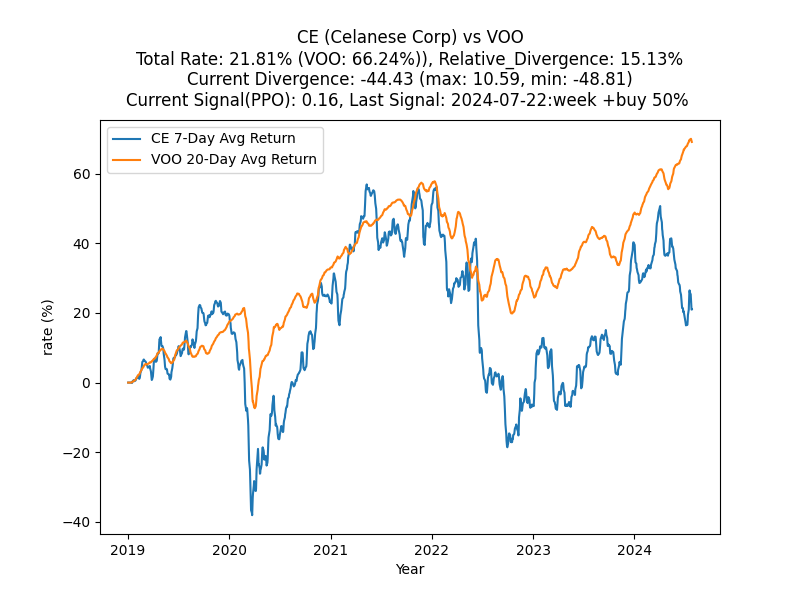 CE (Celanese Corp) vs VOO
Total Rate: 21.81% (VOO: 66.24%)), Relative_Divergence: 15.13%
Current Divergence: -44.43 (max: 10.59, min: -48.81)
Current Signal(PPO): 0.16, Last Signal: 2024-07-22:week +buy 50%
CE 7-Day Avg Return
VOO 20-Day Avg Return
rate (%)
60
40
20
0
−20
−40
2019 2020 2021 2022 2023 2024
Year